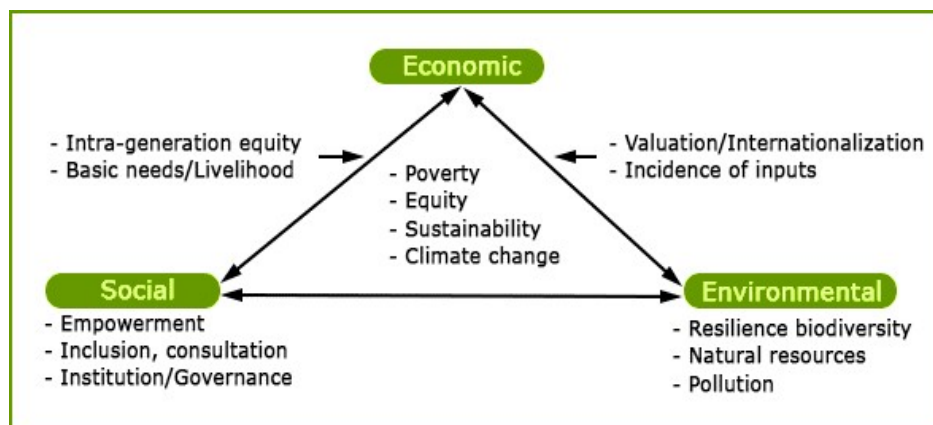 Economic
- Intra-generation equity
- Basic needs/Livelihood
- Valuation/Internationalization
- Incidence of inputs
- Poverty
- Equity
- Sustainability
- Climate change
Social
- Empowerment
- Inclusion, consultation
- Institution/Governance
Environmental
- Resilience biodiversity
- Natural resources
- Pollution